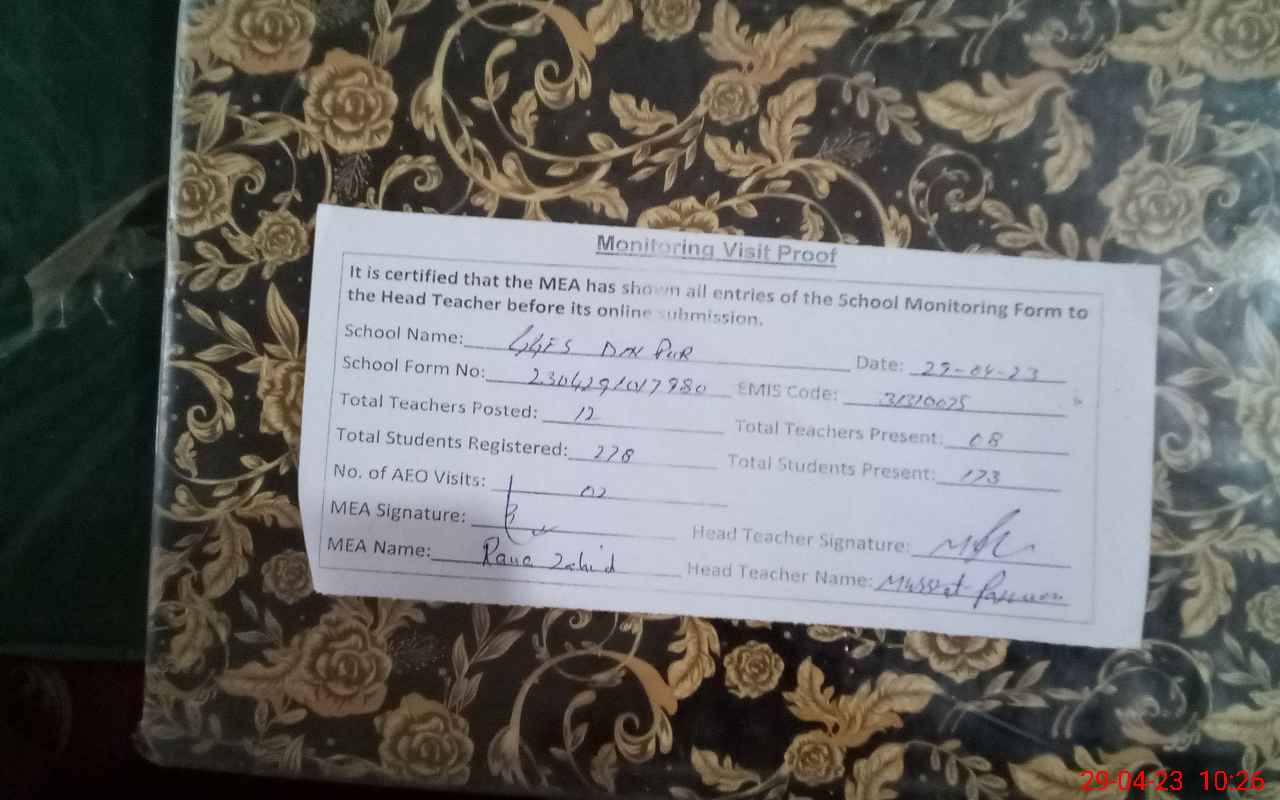 Monitoring Visit Proof
It is certified that the MEA has shown all entries of the School Monitoring Form to
the Head Teacher before its online submission.
School Name: GGES DIN PUR Date: 29-04-23
School Form No: EMIS Code: 31310075
Total Teachers Posted: 12 Total Teachers Present: 08
Total Students Registered: 278 Total Students Present: 173
No. of AEO Visits: 02
MEA Signature: Head Teacher Signature:
MEA Name: Rana Zahid Head Teacher Name: Mussrat Parveen
29-04-23 10:26